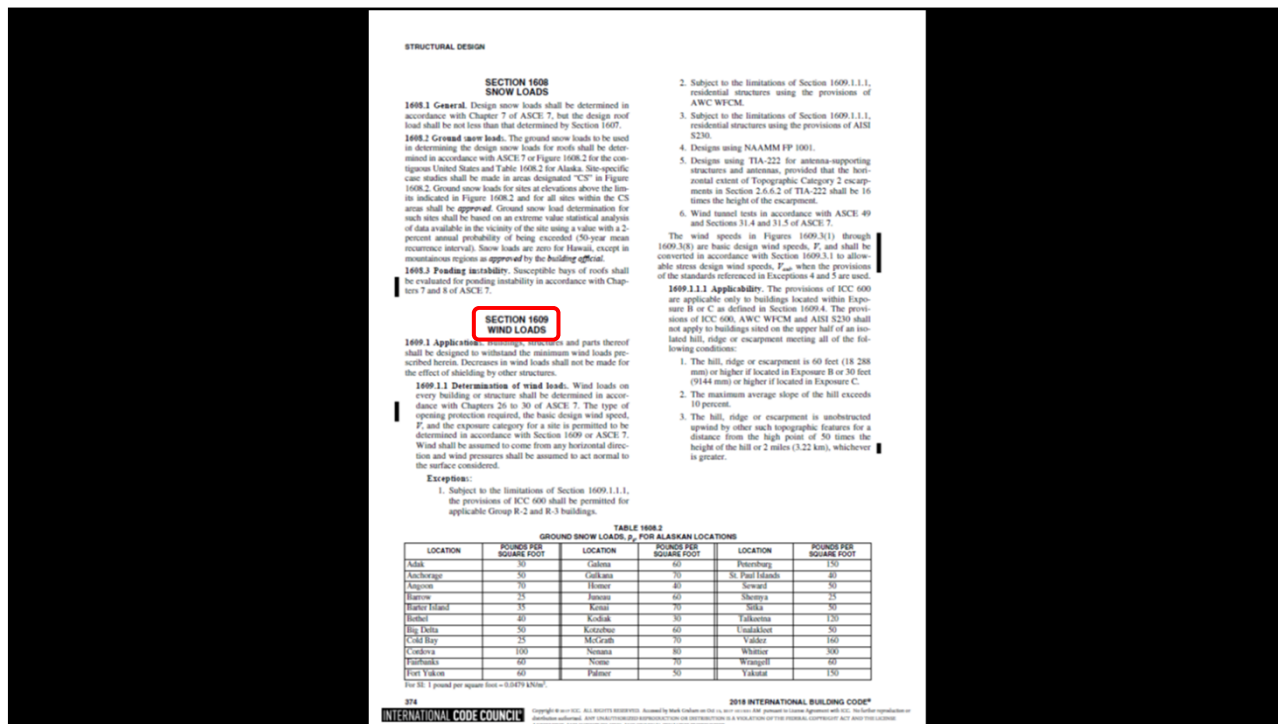 STRUCTURAL DESIGN
SECTION 1608
SNOW LOADS
1608.1 General. Design snow loads shall be determined in
accordance with Chapter 7 of ASCE 7, but the design roof
load shall be not less than that determined by Section 1607.
1608.2 Ground snow loads. The ground snow loads to be used
in determining the design snow loads for roofs shall be deter-
mined in accordance with ASCE 7 or Figure 1608.2 for the con-
tiguous United States and Table 1608.2 for Alaska. Site-specific
case studies shall be made in areas designated "CS" in Figure
1608.2. Ground snow loads for sites at elevations above the lim-
its indicated in Figure 1608.2 and for all sites within the CS
areas shall be approved. Ground snow load determination for
such sites shall be based on an extreme value statistical analysis
of data available in the vicinity of the site using a value with a 2-
percent annual probability of being exceeded (50-year mean
recurrence interval). Snow loads are zero for Hawaii, except in
mountainous regions as approved by the building official.
1608.3 Ponding instability. Susceptible bays of roofs shall
be evaluated for ponding instability in accordance with Chap-
ters 7 and 8 of ASCE 7.
SECTION 1609
WIND LOADS
1609.1 Applications. Buildings, structures and parts thereof
shall be designed to withstand the minimum wind loads pre-
scribed herein. Decreases in wind loads shall not be made for
the effect of shielding by other structures.
1609.1.1 Determination of wind loads. Wind loads on
every building or structure shall be determined in accor-
dance with Chapters 26 to 30 of ASCE 7. The type of
opening protection required, the basic design wind speed,
V, and the exposure category for a site is permitted to be
determined in accordance with Section 1609 or ASCE 7.
Wind shall be assumed to come from any horizontal direc-
tion and wind pressures shall be assumed to act normal to
the surface considered.
Exceptions:
1. Subject to the limitations of Section 1609.1.1.1,
the provisions of ICC 600 shall be permitted for
applicable Group R-2 and R-3 buildings.
2. Subject to the limitations of Section 1609.1.1.1,
residential structures using the provisions of
AWC WFCM.
3. Subject to the limitations of Section 1609.1.1.1,
residential structures using the provisions of AISI
S230.
4. Designs using NAAMM FP 1001.
5. Designs using TIA-222 for antenna-supporting
structures and antennas, provided that the hori-
zontal extent of Topographic Category 2 escarp-
ments in Section 2.6.6.2 of TIA-222 shall be 16
times the height of the escarpment.
6. Wind tunnel tests in accordance with ASCE 49
and Sections 31.4 and 31.5 of ASCE 7.
The wind speeds in Figures 1609.3(1) through
1609.3(8) are basic design wind speeds, V, and shall be
converted in accordance with Section 1609.3.1 to allow-
able stress design wind speeds, Vasd, when the provisions
of the standards referenced in Exceptions 4 and 5 are used.
1609.1.1.1 Applicability. The provisions of ICC 600
are applicable only to buildings located within Expo-
sure B or C as defined in Section 1609.4. The provi-
sions of ICC 600, AWC WFCM and AISI S230 shall
not apply to buildings sited on the upper half of an iso-
lated hill, ridge or escarpment meeting all of the fol-
lowing conditions:
1. The hill, ridge or escarpment is 60 feet (18 288
mm) or higher if located in Exposure B or 30 feet
(9144 mm) or higher if located in Exposure C.
2. The maximum average slope of the hill exceeds
10 percent.
3. The hill, ridge or escarpment is unobstructed
upwind by other such topographic features for a
distance from the high point of 50 times the
height of the hill or 2 miles (3.22 km), whichever
is greater.
TABLE 1608.2
GROUND SNOW LOADS, pg, FOR ALASKAN LOCATIONS
LOCATION POUNDS PER SQUARE FOOT LOCATION POUNDS PER SQUARE FOOT LOCATION POUNDS PER SQUARE FOOT
Adak 30 Galena 60 Petersburg 150
Anchorage 50 Gulkana 70 St. Paul Islands 40
Angoon 70 Homer 40 Seward 50
Barrow 25 Juneau 60 Shemya 25
Barter Island 35 Kenai 70 Sitka 50
Bethel 40 Kodiak 30 Talkeetna 120
Big Delta 50 Kotzebue 60 Unalakleet 50
Cold Bay 25 McGrath 70 Valdez 160
Cordova 100 Nenana 80 Whittier 300
Fairbanks 60 Nome 70 Wrangell 60
Fort Yukon 60 Palmer 50 Yakutat 150
For SI: 1 pound per square foot = 0.0479 kN/m².
374
2018 INTERNATIONAL BUILDING CODE®
INTERNATIONAL CODE COUNCIL